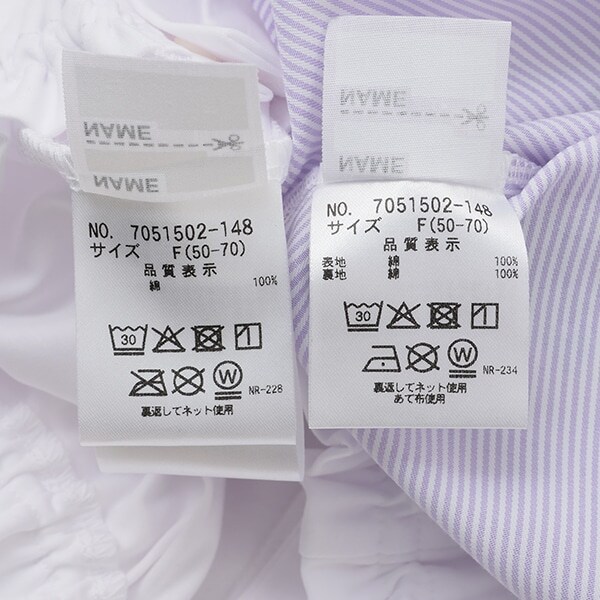 NAME
NAME
NO. 7051502-148
サイズ F(50-70)
品質表示
綿 100%
30
W
NR-228
裏返してネット使用
NAME
NAME
NO. 7051502-148
サイズ F(50-70)
品質表示
表地 綿 100%
裏地 綿 100%
30
W
NR-234
裏返してネット使用
あて布使用